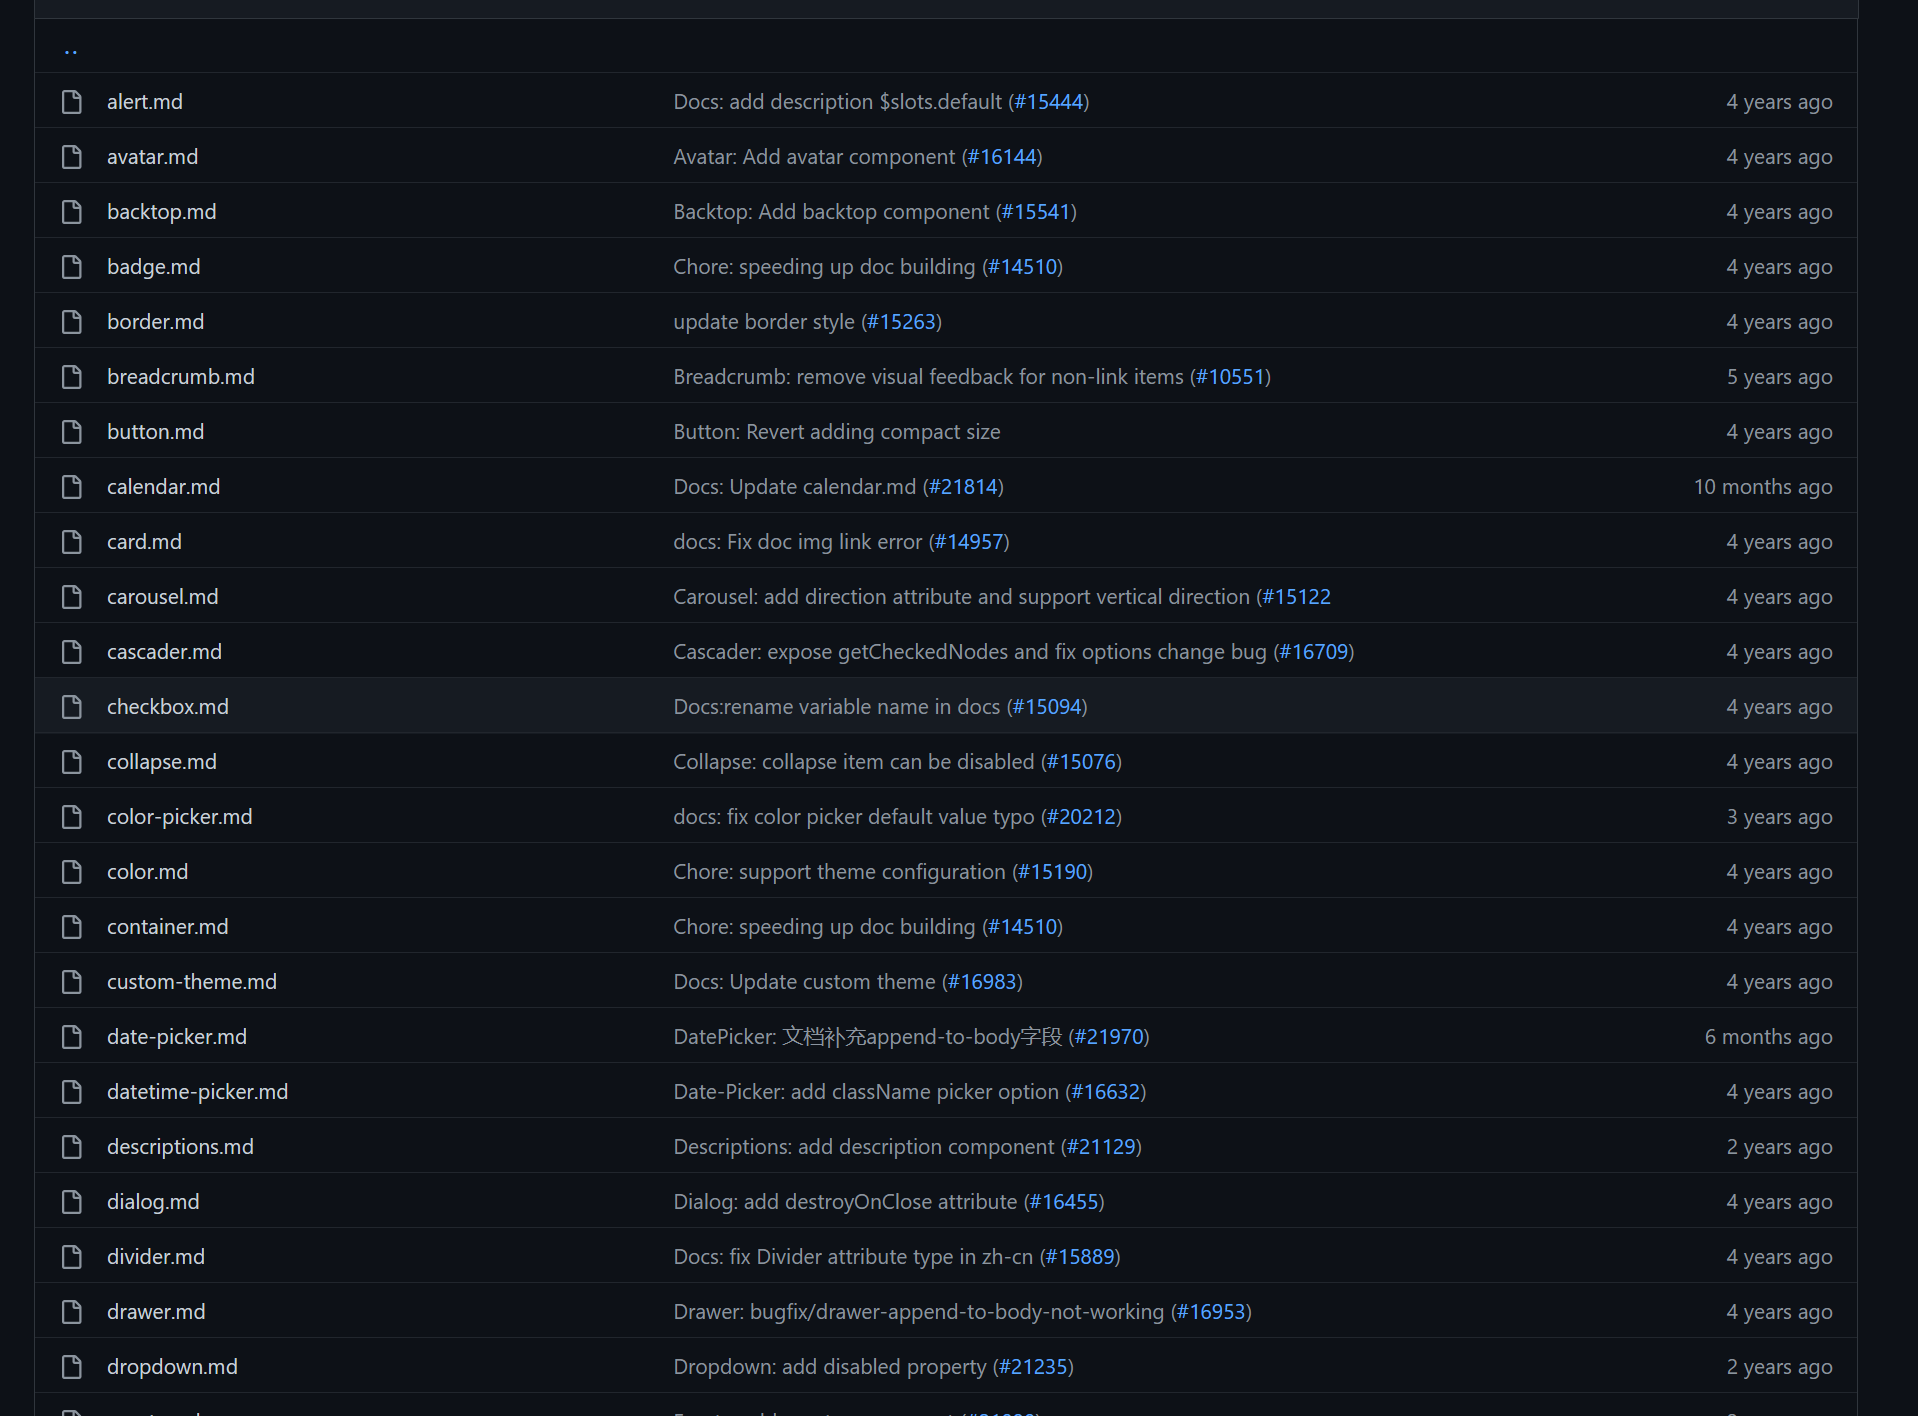 ..
alert.md Docs: add description $slots.default (#15444) 4 years ago
avatar.md Avatar: Add avatar component (#16144) 4 years ago
backtop.md Backtop: Add backtop component (#15541) 4 years ago
badge.md Chore: speeding up doc building (#14510) 4 years ago
border.md update border style (#15263) 4 years ago
breadcrumb.md Breadcrumb: remove visual feedback for non-link items (#10551) 5 years ago
button.md Button: Revert adding compact size 4 years ago
calendar.md Docs: Update calendar.md (#21814) 10 months ago
card.md docs: Fix doc img link error (#14957) 4 years ago
carousel.md Carousel: add direction attribute and support vertical direction (#15122 4 years ago
cascader.md Cascader: expose getCheckedNodes and fix options change bug (#16709) 4 years ago
checkbox.md Docs:rename variable name in docs (#15094) 4 years ago
collapse.md Collapse: collapse item can be disabled (#15076) 4 years ago
color-picker.md docs: fix color picker default value typo (#20212) 3 years ago
color.md Chore: support theme configuration (#15190) 4 years ago
container.md Chore: speeding up doc building (#14510) 4 years ago
custom-theme.md Docs: Update custom theme (#16983) 4 years ago
date-picker.md DatePicker: 文档补充append-to-body字段 (#21970) 6 months ago
datetime-picker.md Date-Picker: add className picker option (#16632) 4 years ago
descriptions.md Descriptions: add description component (#21129) 2 years ago
dialog.md Dialog: add destroyOnClose attribute (#16455) 4 years ago
divider.md Docs: fix Divider attribute type in zh-cn (#15889) 4 years ago
drawer.md Drawer: bugfix/drawer-append-to-body-not-working (#16953) 4 years ago
dropdown.md Dropdown: add disabled property (#21235) 2 years ago